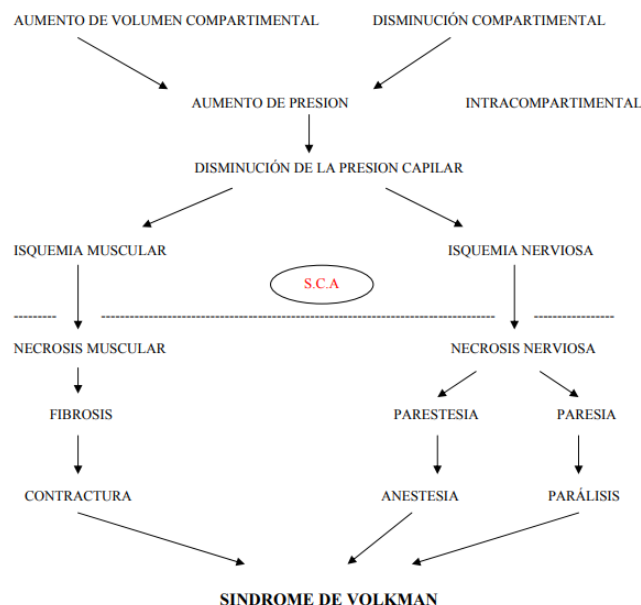 AUMENTO DE VOLUMEN COMPARTIMENTAL
DISMINUCIÓN COMPARTIMENTAL
AUMENTO DE PRESION
INTRACOMPARTIMENTAL
DISMINUCIÓN DE LA PRESION CAPILAR
ISQUEMIA MUSCULAR
ISQUEMIA NERVIOSA
S.C.A
NECROSIS MUSCULAR
NECROSIS NERVIOSA
FIBROSIS
PARESTESIA
PARESIA
CONTRACTURA
ANESTESIA
PARÁLISIS
SINDROME DE VOLKMAN